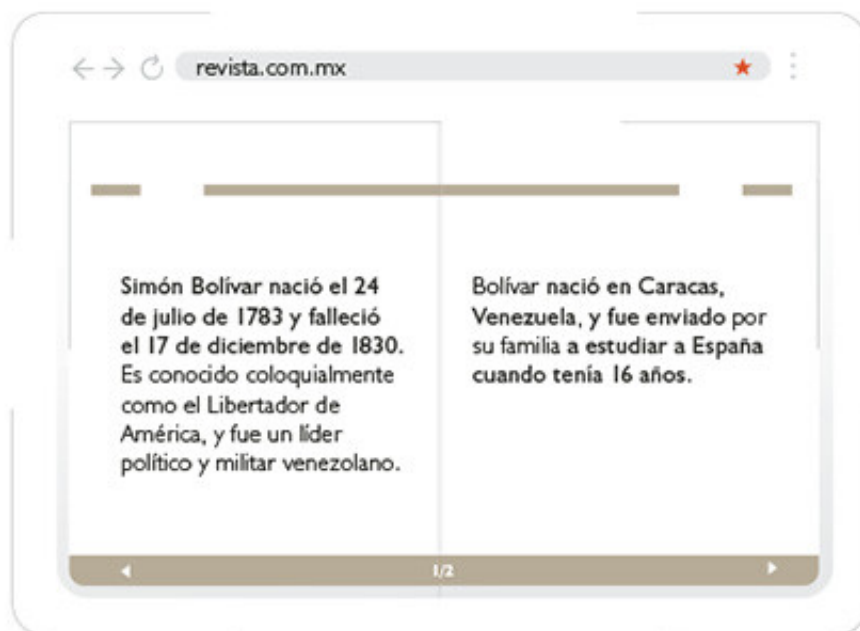 revista.com.mx
Simón Bolívar nació el 24
de julio de 1783 y falleció
el 17 de diciembre de 1830.
Es conocido coloquialmente
como el Libertador de
América, y fue un líder
político y militar venezolano.
Bolívar nació en Caracas,
Venezuela, y fue enviado por
su familia a estudiar a España
cuando tenía 16 años.
1/2